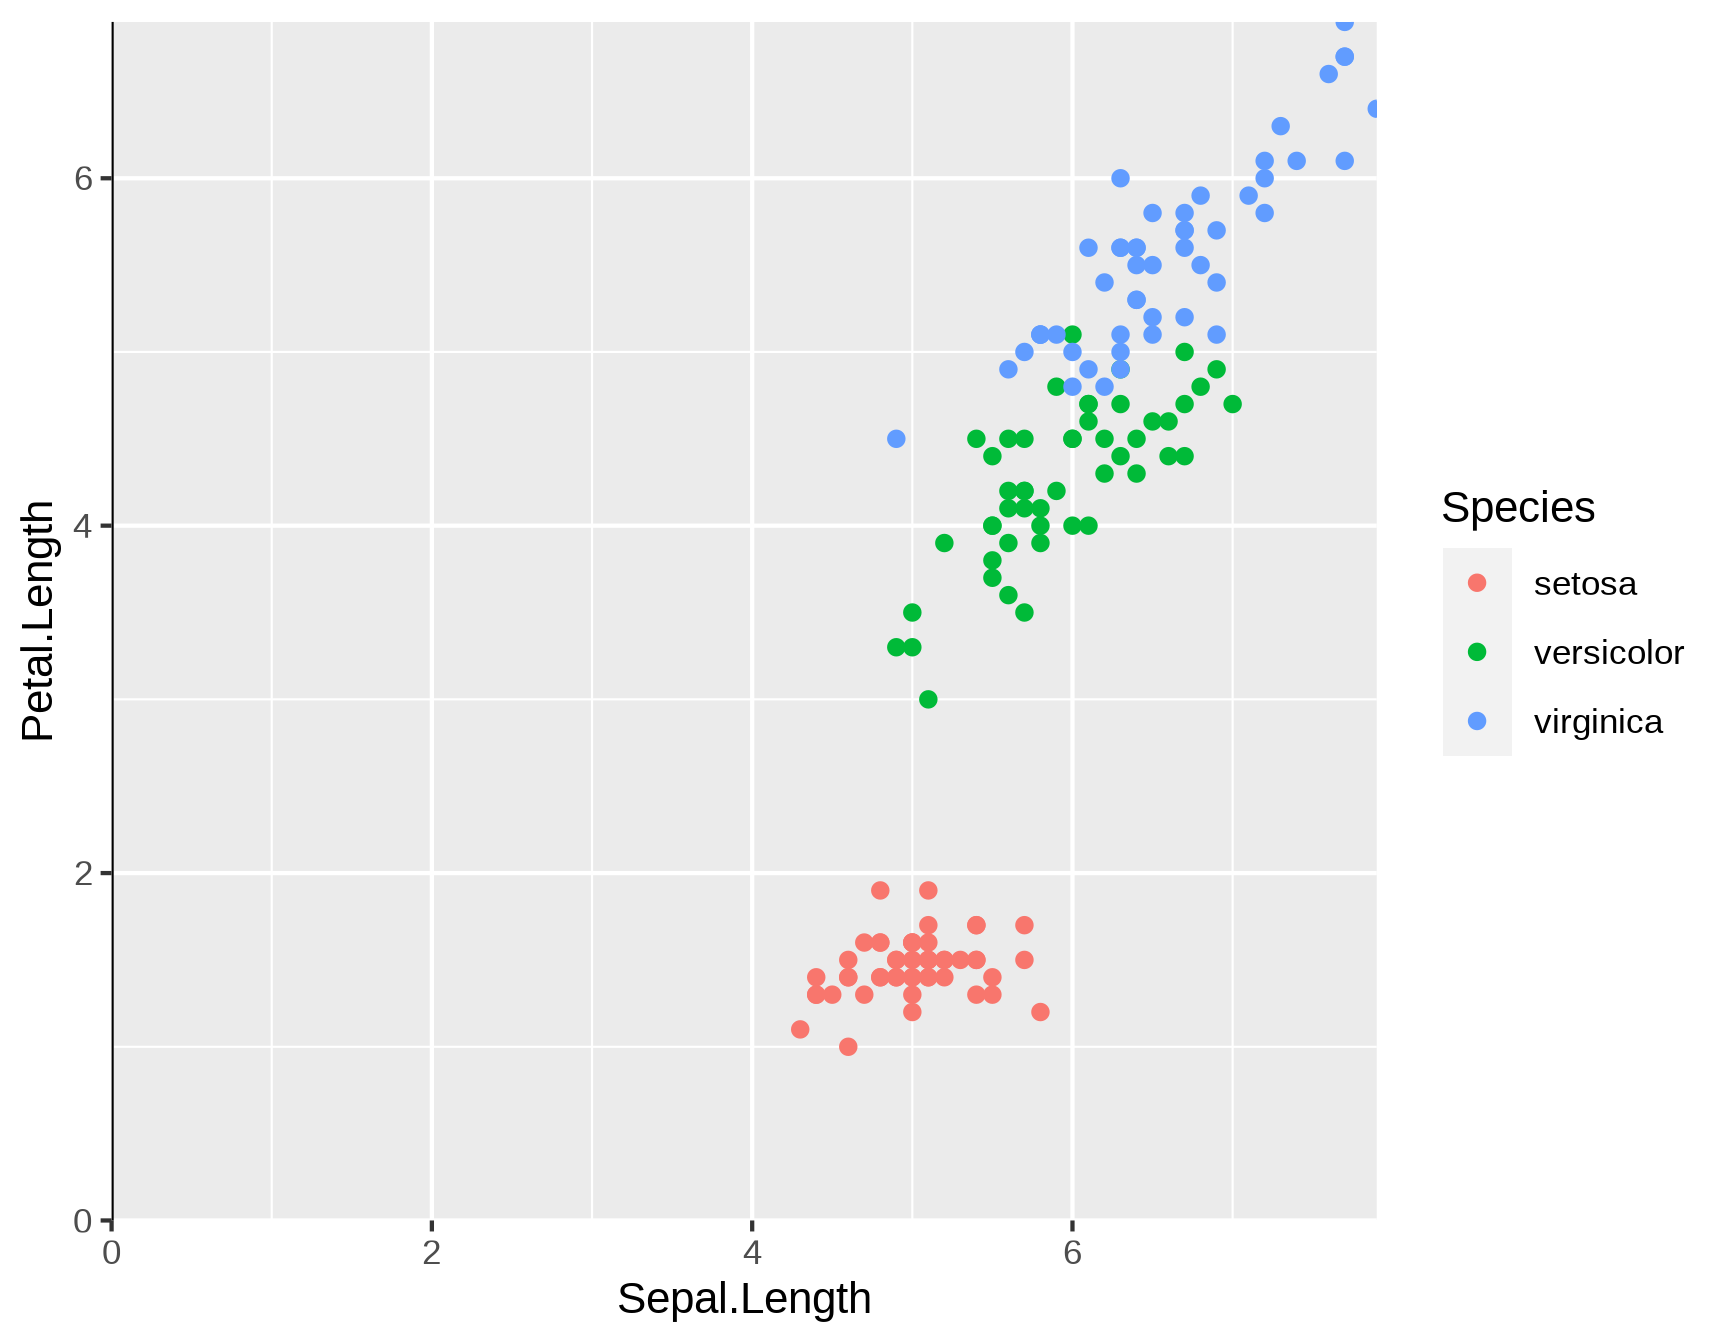 6
4
2
0
0 2 4 6
Petal.Length
Sepal.Length
Species
setosa
versicolor
virginica